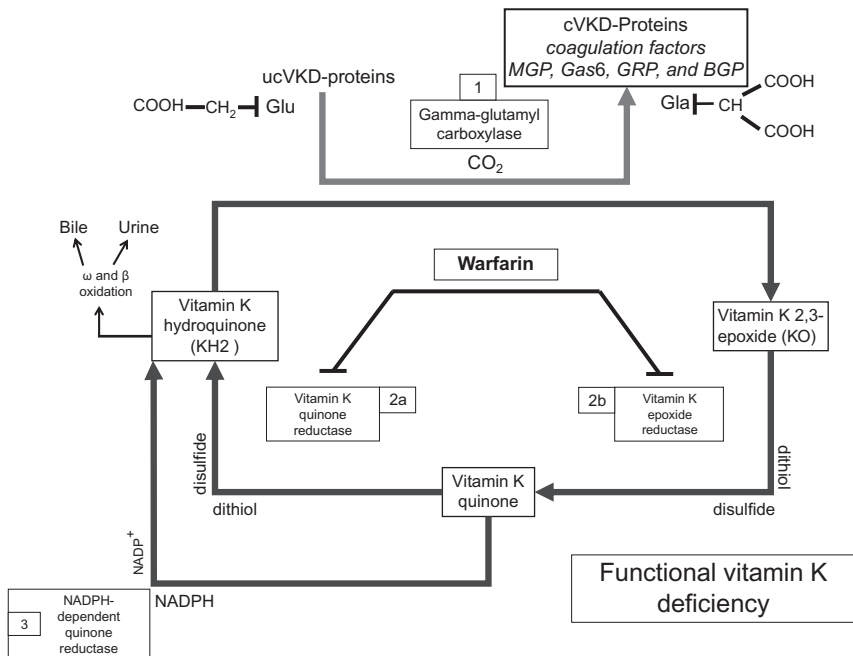 cVKD-Proteins
coagulation factors
MGP, Gas6, GRP, and BGP
ucVKD-proteins
1
Gamma-glutamyl
carboxylase
COOH
CH2
Glu
Gla
CH
COOH
COOH
CO2
Bile
Urine
ω and β
oxidation
Warfarin
Vitamin K
hydroquinone
(KH2 )
Vitamin K 2,3-
epoxide (KO)
Vitamin K
quinone
reductase
2a
2b
Vitamin K
epoxide
reductase
disulfide
dithiol
Vitamin K
quinone
dithiol
disulfide
NADP+
NADPH
3
NADPH-
dependent
quinone
reductase
Functional vitamin K
deficiency